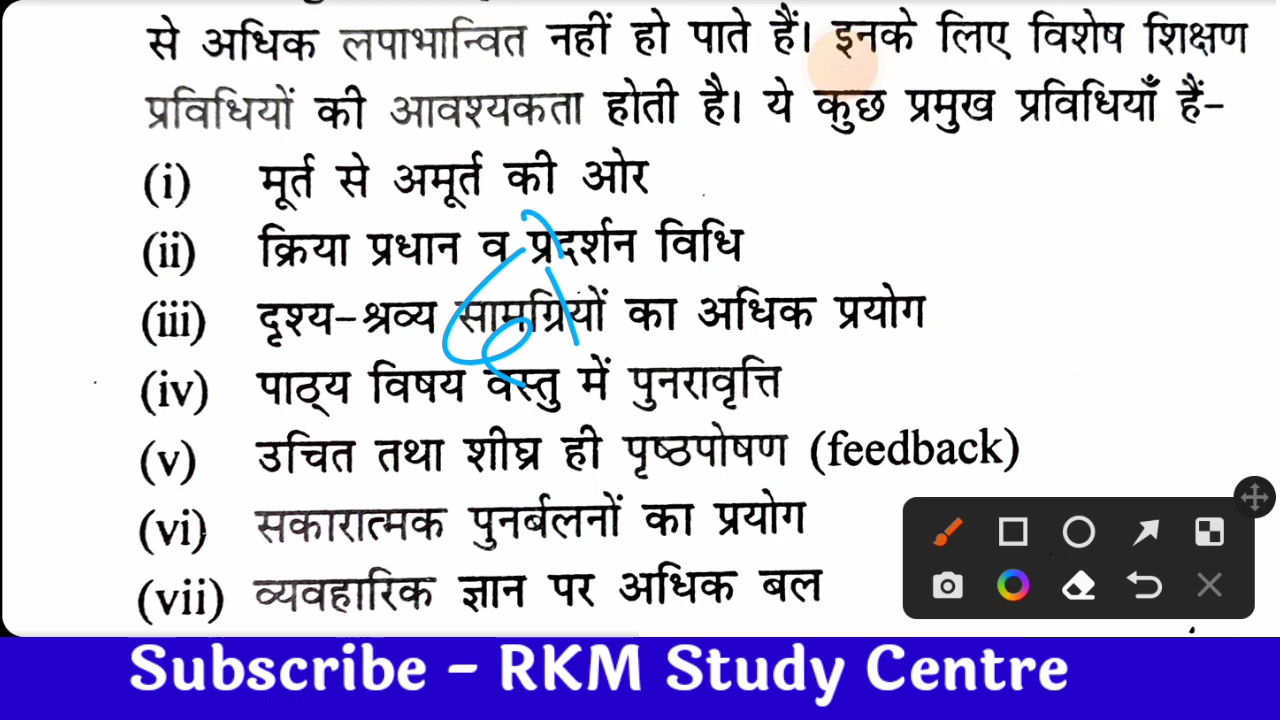 से अधिक लपाभान्वित नहीं हो पाते हैं। इनके लिए विशेष शिक्षण
प्रविधियों की आवश्यकता होती है। ये कुछ प्रमुख प्रविधियाँ हैं-
(i) मूर्त से अमूर्त की ओर
(ii) क्रिया प्रधान व प्रदर्शन विधि
(iii) दृश्य-श्रव्य सामग्रियों का अधिक प्रयोग
(iv) पाठ्य विषय वस्तु में पुनरावृत्ति
(v) उचित तथा शीघ्र ही पृष्ठपोषण (feedback)
(vi) सकारात्मक पुनर्बलनों का प्रयोग
(vii) व्यवहारिक ज्ञान पर अधिक बल
Subscribe - RKM Study Centre